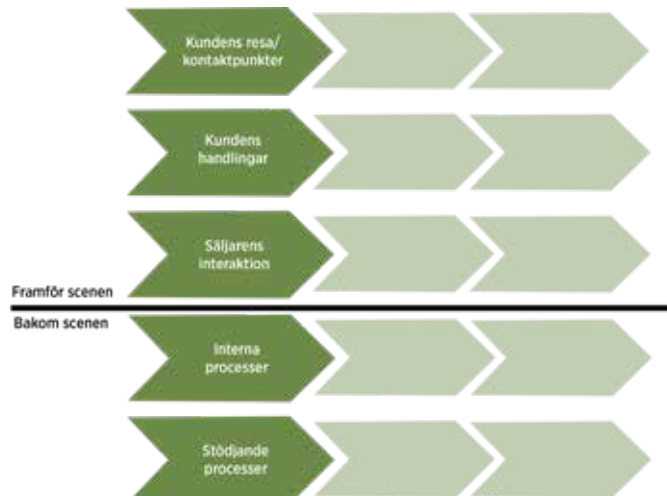 Kundens resa/
kontaktpunkter
Kundens
handlingar
Säljarens
interaktion
Framför scenen
Bakom scenen
Interna
processer
Stödjande
processer